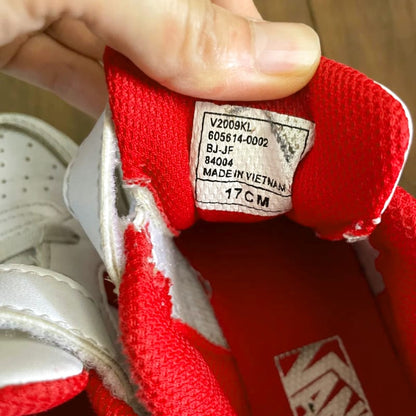 V2009KL
605614-0002
BJ-JF
84004
MADE IN VIETNAM
17CM
VANS